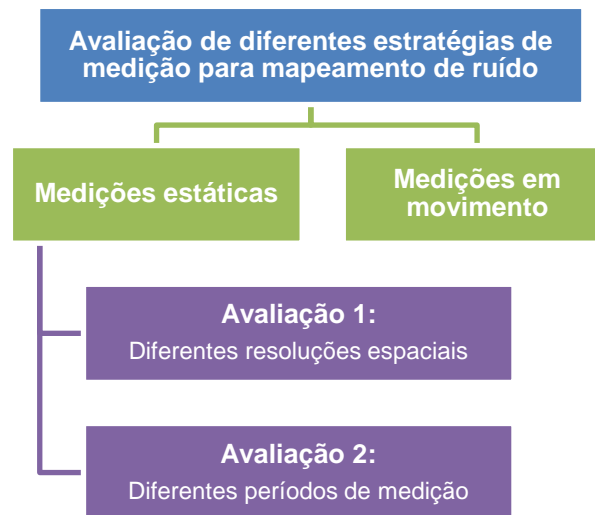 Avaliação de diferentes estratégias de
medição para mapeamento de ruído
Medições estáticas
Medições em
movimento
Avaliação 1:
Diferentes resoluções espaciais
Avaliação 2:
Diferentes períodos de medição